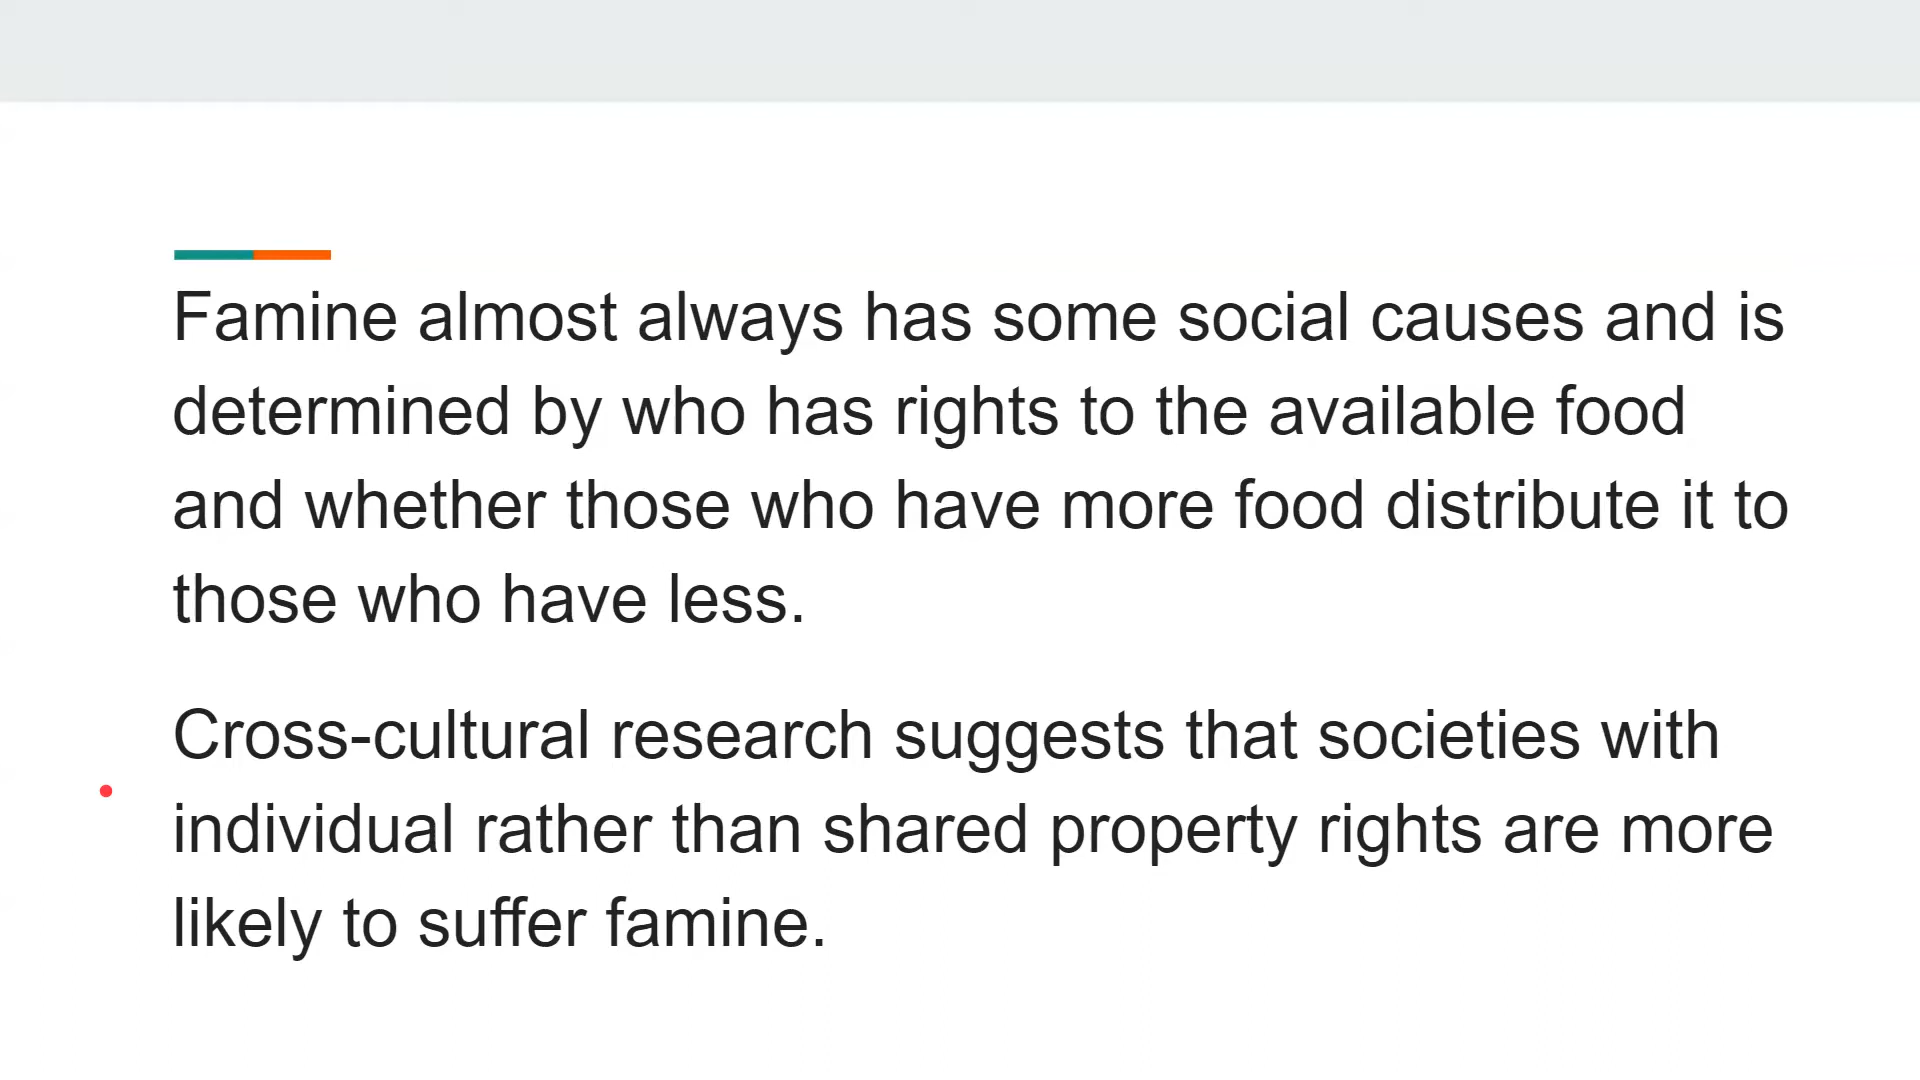 Famine almost always has some social causes and is
determined by who has rights to the available food
and whether those who have more food distribute it to
those who have less.
Cross-cultural research suggests that societies with
individual rather than shared property rights are more
likely to suffer famine.